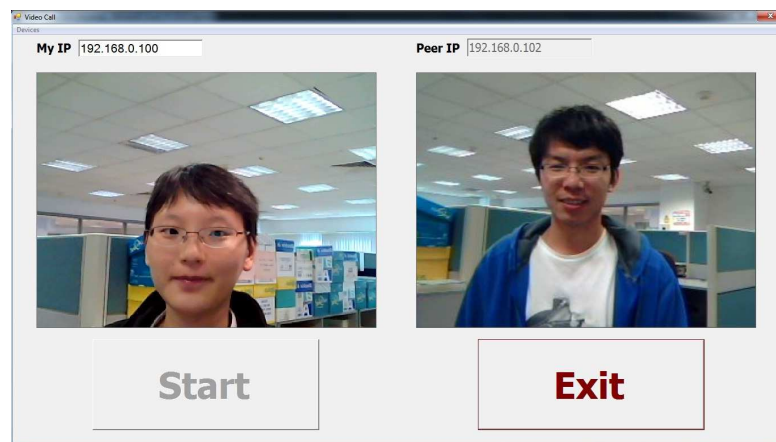 Video Call
Devices
My IP 192.168.0.100
Peer IP 192.168.0.102
Start
Exit